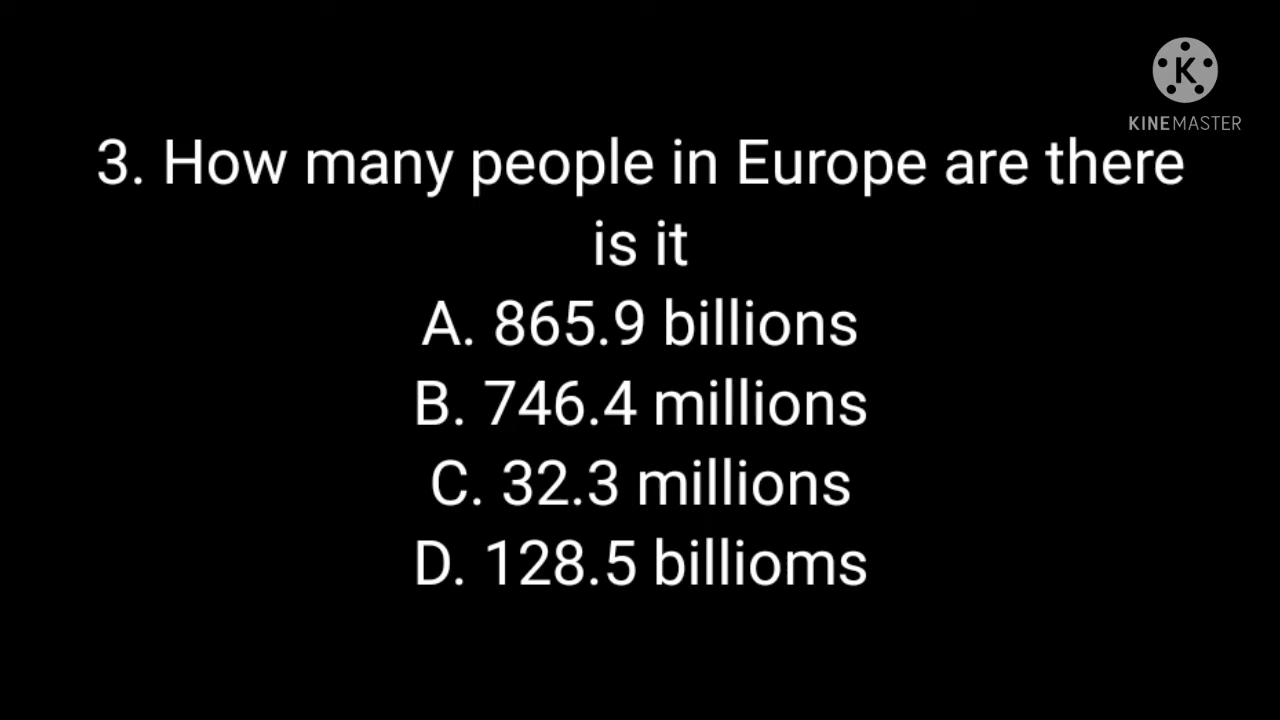 K
KINEMASTER
3. How many people in Europe are there
is it
A. 865.9 billions
B. 746.4 millions
C. 32.3 millions
D. 128.5 billioms